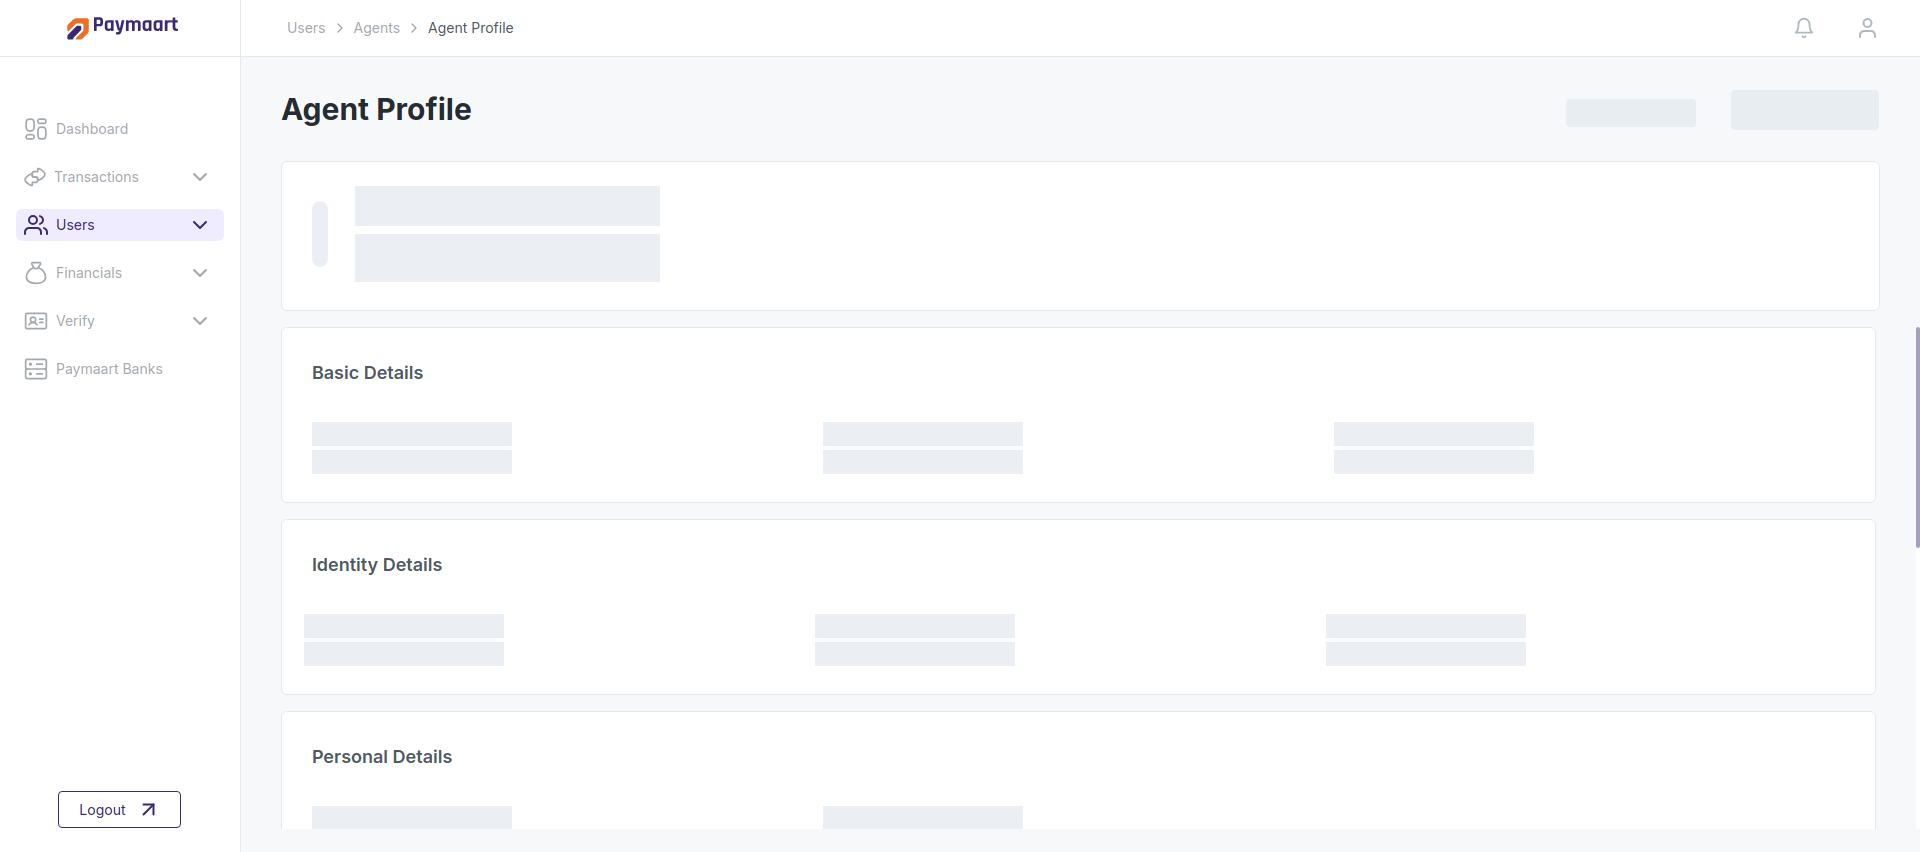 Paymaart
Users > Agents > Agent Profile
Agent Profile
Dashboard
Transactions
Users
Financials
Verify
Paymaart Banks
Basic Details
Identity Details
Personal Details
Logout